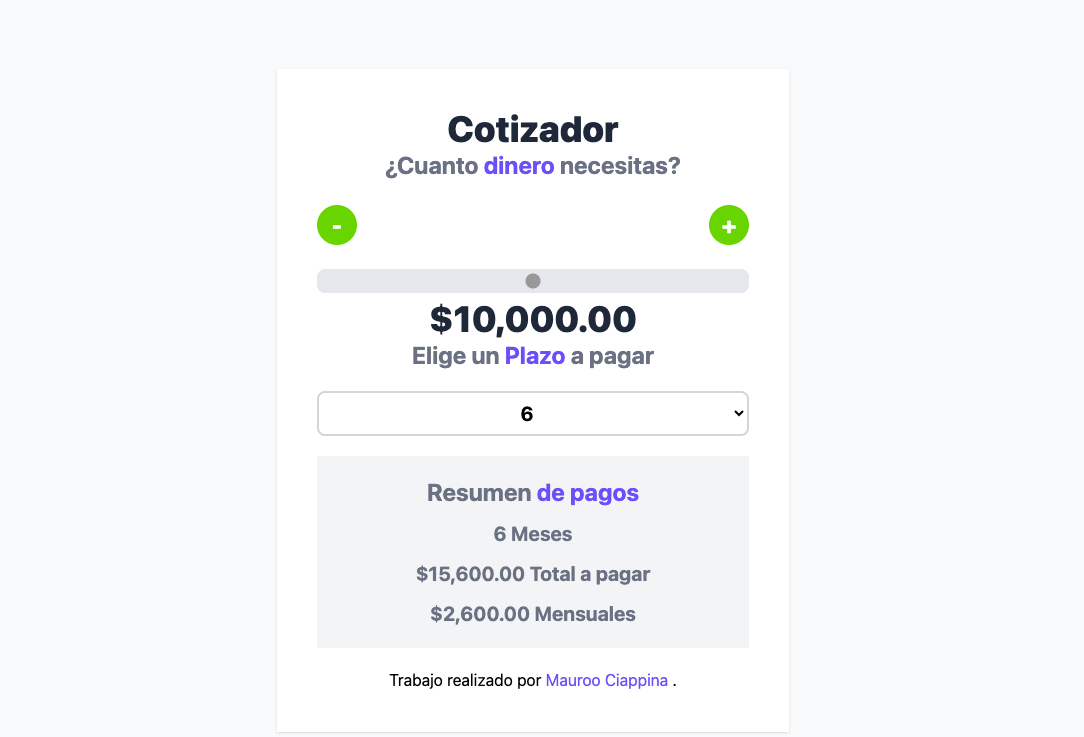 Cotizador
¿Cuanto dinero necesitas?
- +
$10,000.00
Elige un Plazo a pagar
6
Resumen de pagos
6 Meses
$15,600.00 Total a pagar
$2,600.00 Mensuales
Trabajo realizado por Mauroo Ciappina .